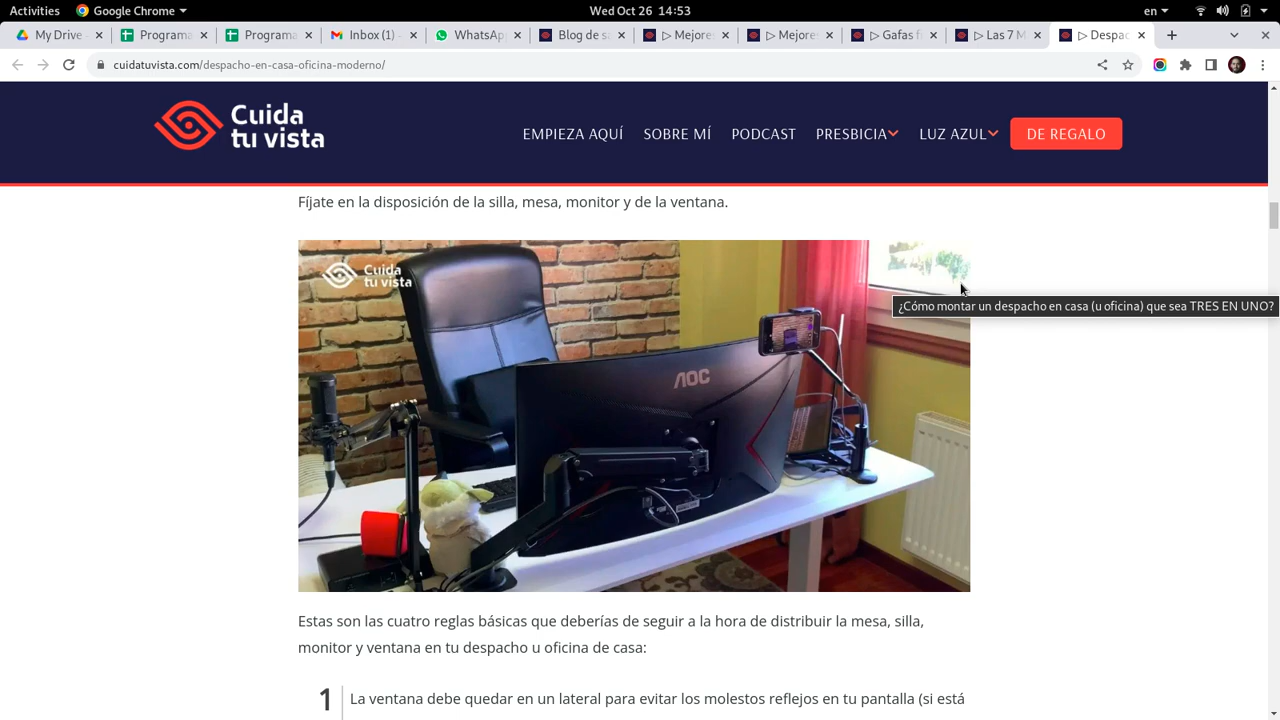 Activities
Google Chrome
Wed Oct 26 14:53
en
My Drive -
Programa
Programa
Inbox (1) -
WhatsApp
Blog de sa
▷ Mejores
▷ Mejores
▷ Gafas f
▷ Las 7 M
▷ Despac
cuidatuvista.com/despacho-en-casa-oficina-moderno/
Cuida
tu vista
EMPIEZA AQUÍ
SOBRE MÍ
PODCAST
PRESBICIA
LUZ AZUL
DE REGALO
Fíjate en la disposición de la silla, mesa, monitor y de la ventana.
Cuida
tu vista
¿Cómo montar un despacho en casa (u oficina) que sea TRES EN UNO?
AOC
Estas son las cuatro reglas básicas que deberías de seguir a la hora de distribuir la mesa, silla,
monitor y ventana en tu despacho u oficina de casa:
1 La ventana debe quedar en un lateral para evitar los molestos reflejos en tu pantalla (si está